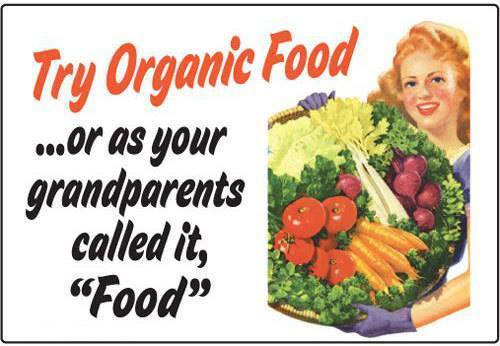 Try Organic Food
...or as your
grandparents
called it,
“Food”